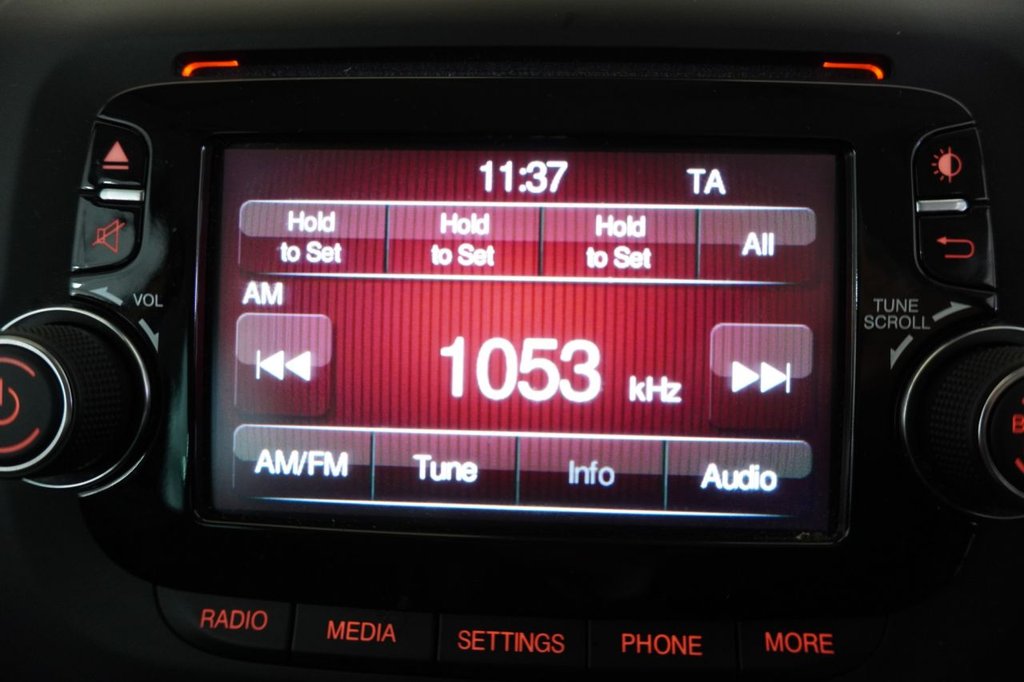 11:37 TA
Hold
to Set
Hold
to Set
Hold
to Set
All
VOL
AM
TUNE
SCROLL
1053 kHz
AM/FM Tune Info Audio
RADIO MEDIA SETTINGS PHONE MORE